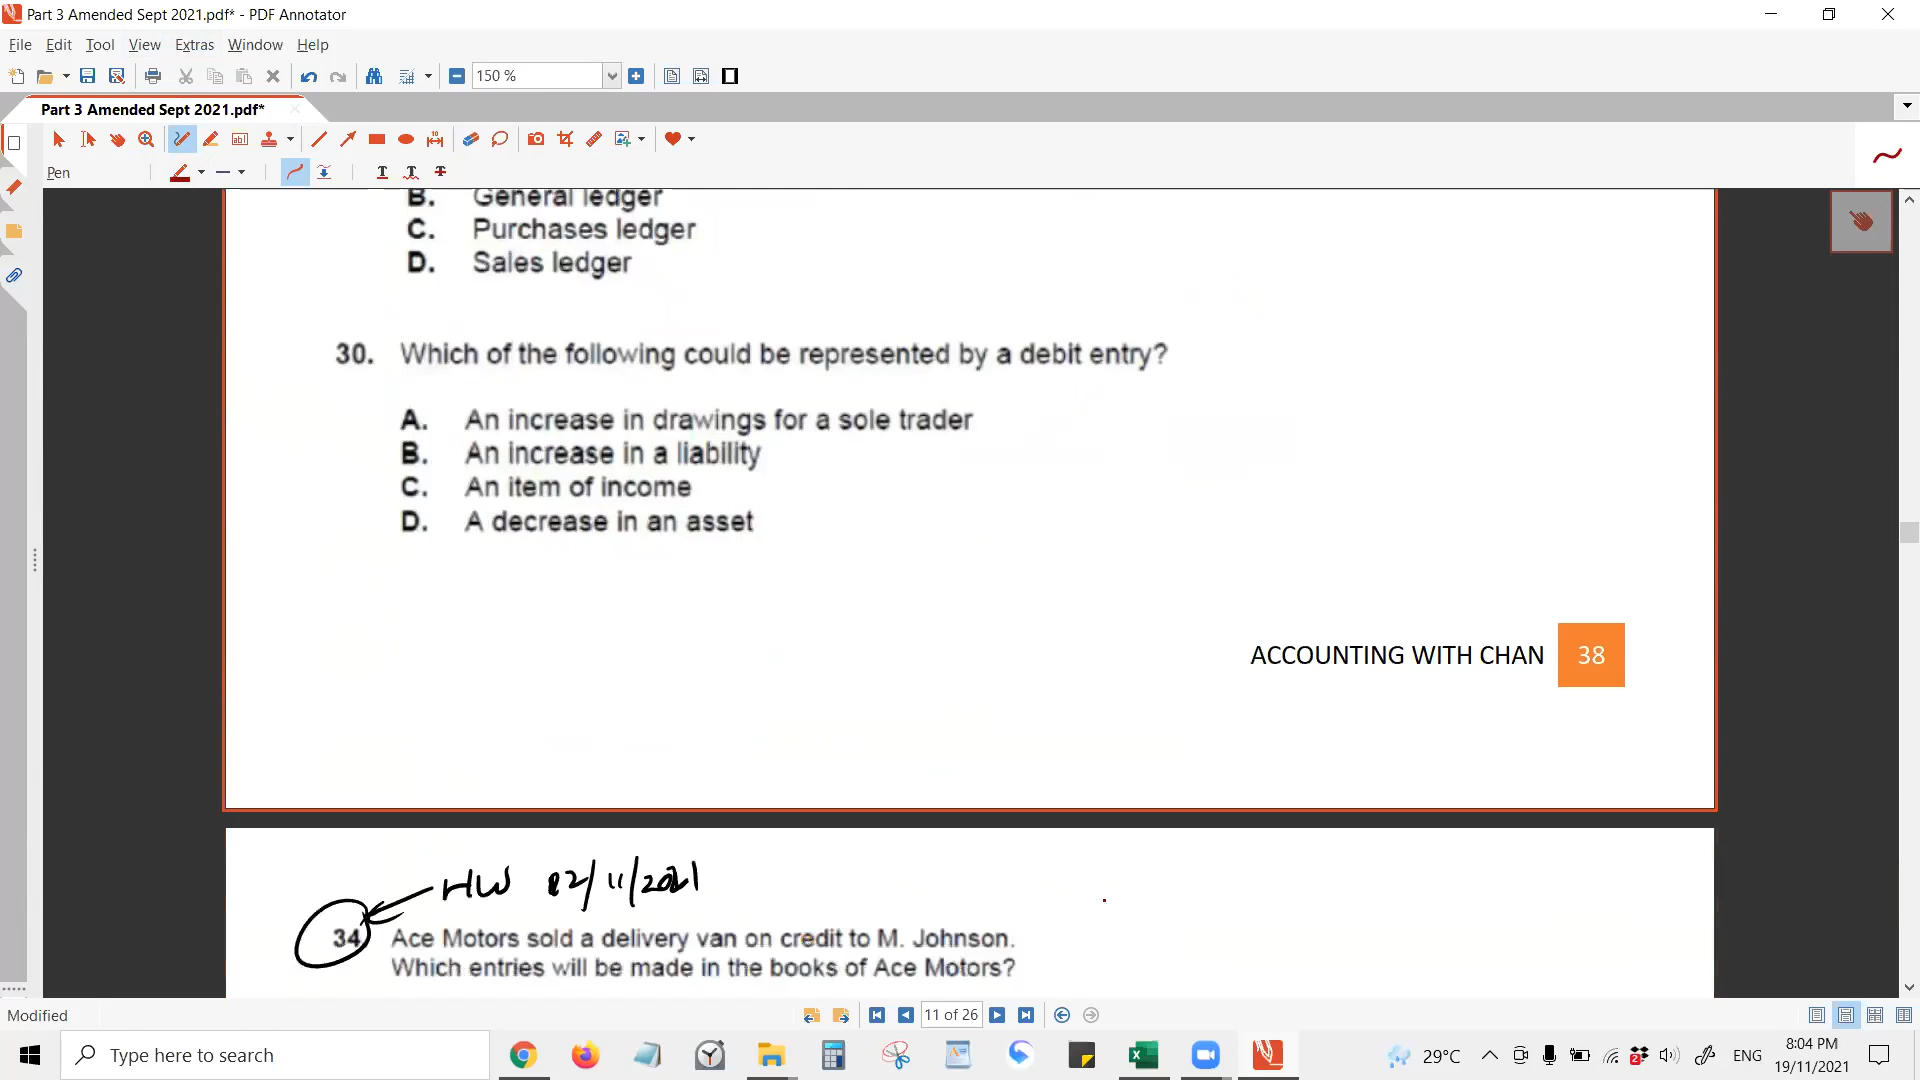 Part 3 Amended Sept 2021.pdf* - PDF Annotator
File Edit Tool View Extras Window Help
150 %
Part 3 Amended Sept 2021.pdf*
Pen
B. General ledger
C. Purchases ledger
D. Sales ledger
30. Which of the following could be represented by a debit entry?
A. An increase in drawings for a sole trader
B. An increase in a liability
C. An item of income
D. A decrease in an asset
ACCOUNTING WITH CHAN 38
HW 02/11/2021
34 Ace Motors sold a delivery van on credit to M. Johnson.
Which entries will be made in the books of Ace Motors?
Modified
11 of 26
Type here to search
29°C
ENG
8:04 PM
19/11/2021